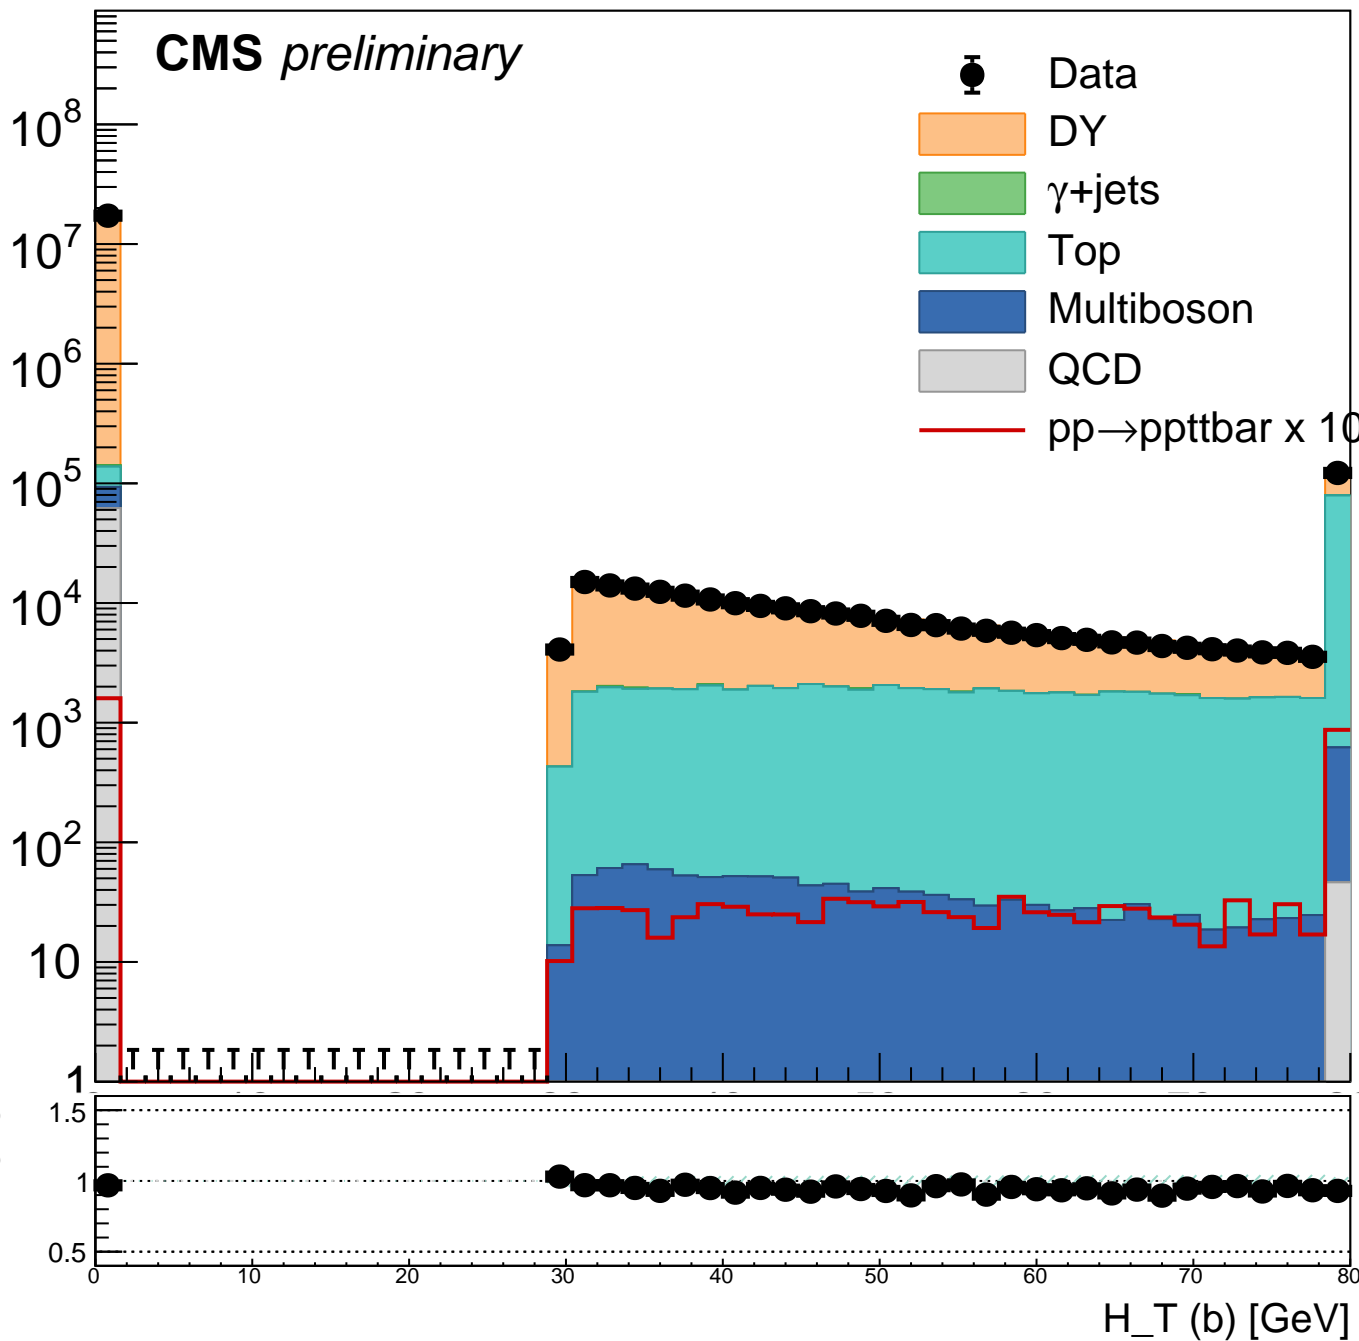 CMS preliminary
Data
DY
γ+jets
Top
Multiboson
QCD
pp→ppttbar x 10
10^8
10^7
10^6
10^5
10^4
10^3
10^2
10
1
1.5
1
0.5
0 10 20 30 40 50 60 70 80
H_T (b) [GeV]